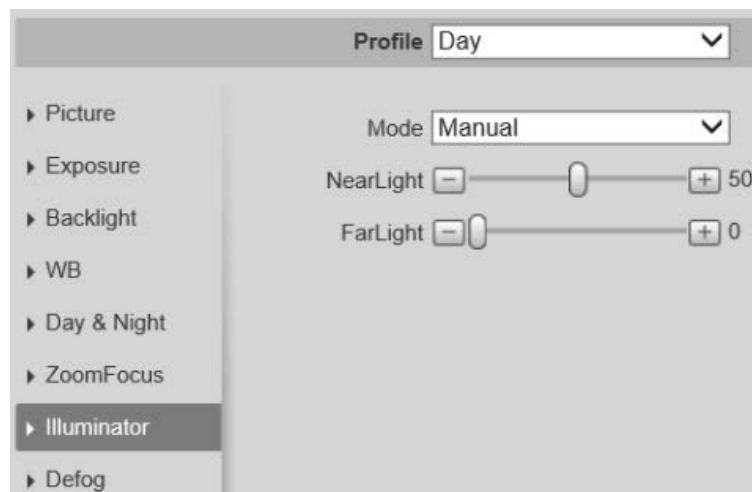 Profile Day
Picture
Mode Manual
Exposure
NearLight 50
Backlight
FarLight 0
WB
Day & Night
ZoomFocus
Illuminator
Defog